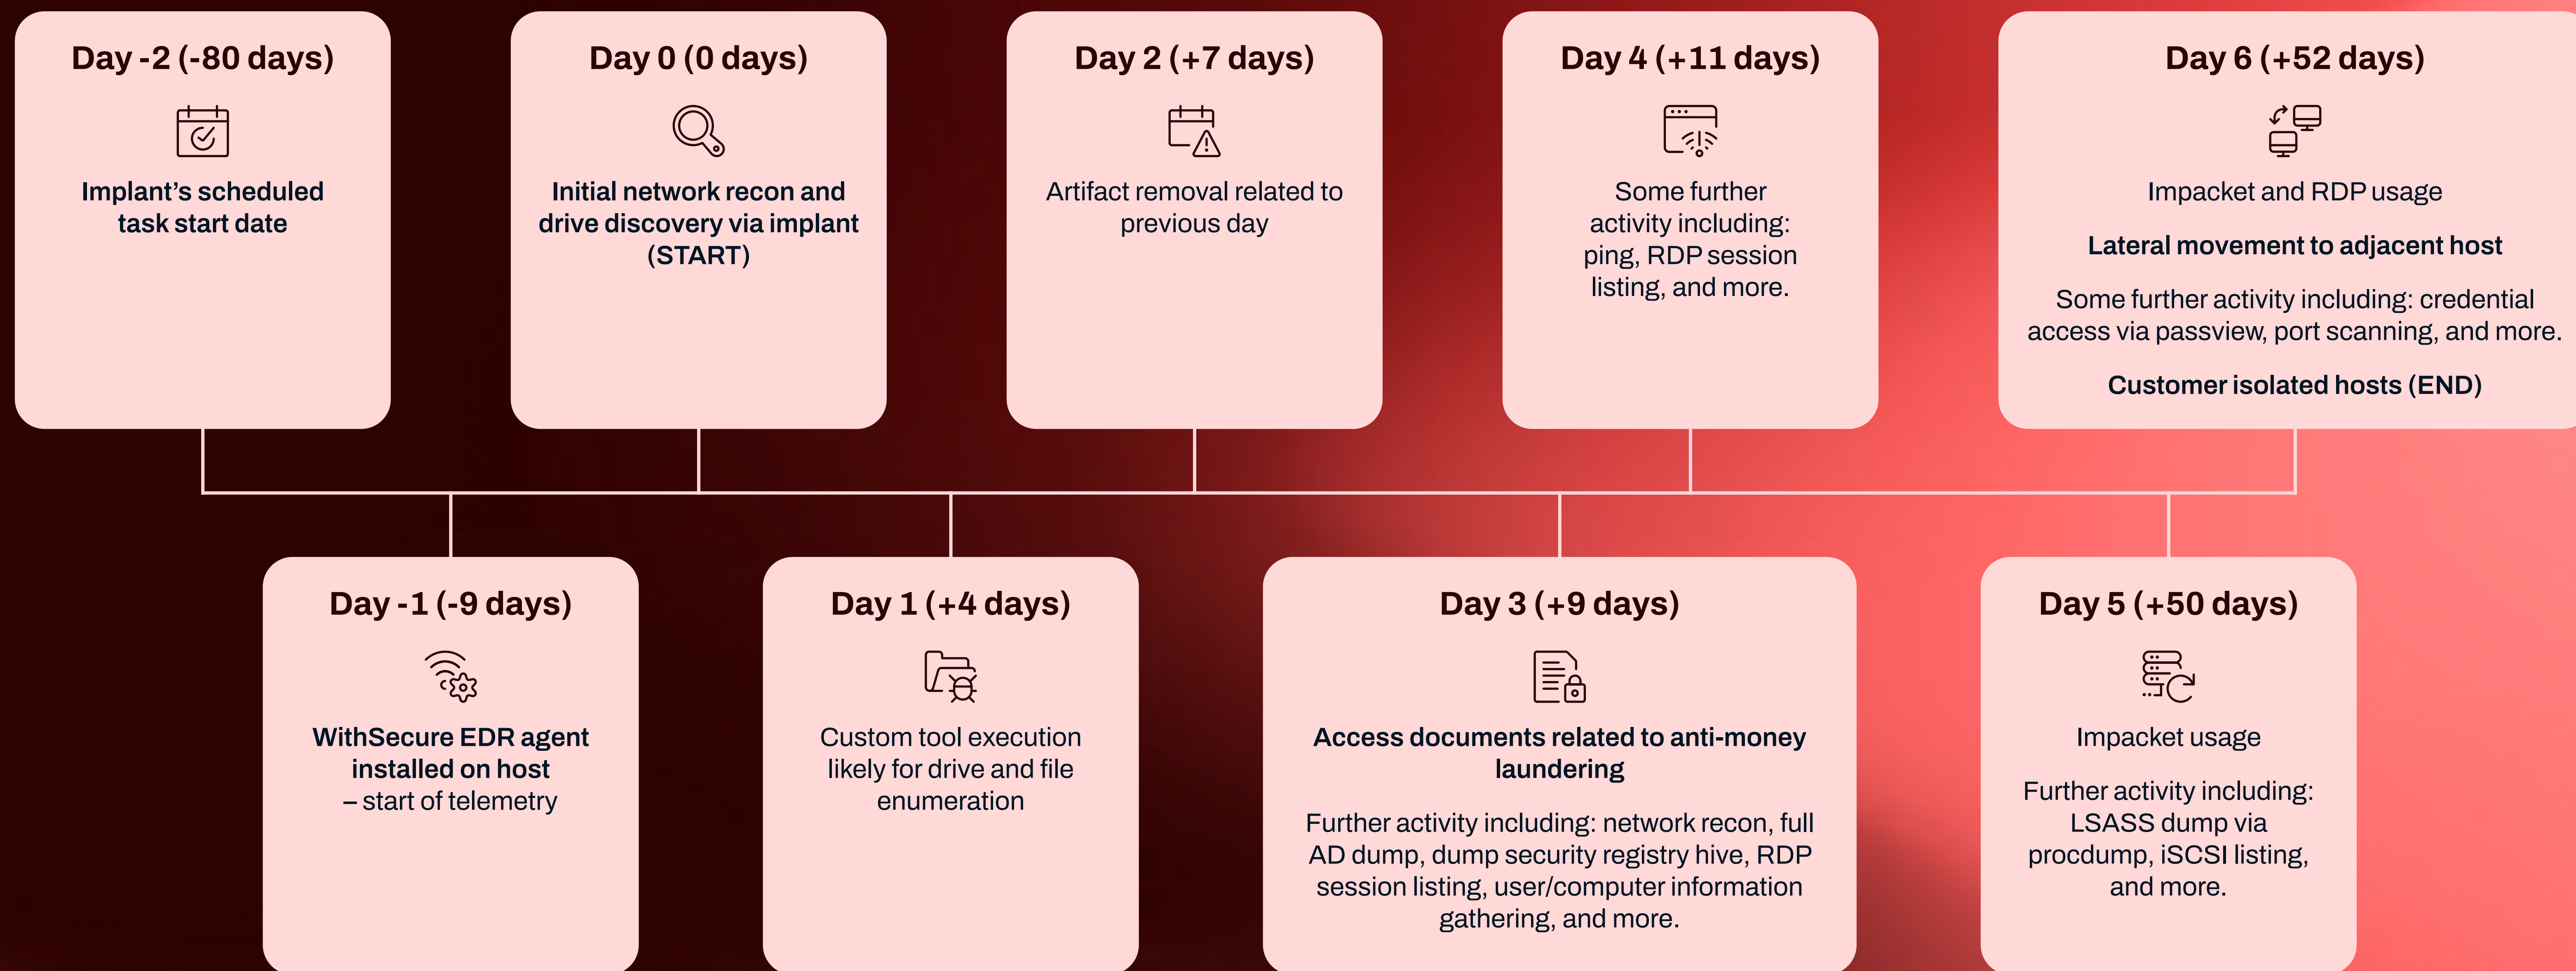 Day -2 (-80 days)
Implant’s scheduled
task start date
Day 0 (0 days)
Initial network recon and
drive discovery via implant
(START)
Day 2 (+7 days)
Artifact removal related to
previous day
Day 4 (+11 days)
Some further
activity including:
ping, RDP session
listing, and more.
Day 6 (+52 days)
Impacket and RDP usage
Lateral movement to adjacent host
Some further activity including: credential
access via passview, port scanning, and more.
Customer isolated hosts (END)
Day -1 (-9 days)
WithSecure EDR agent
installed on host
– start of telemetry
Day 1 (+4 days)
Custom tool execution
likely for drive and file
enumeration
Day 3 (+9 days)
Access documents related to anti-money
laundering
Further activity including: network recon, full
AD dump, dump security registry hive, RDP
session listing, user/computer information
gathering, and more.
Day 5 (+50 days)
Impacket usage
Further activity including:
LSASS dump via
procdump, iSCSI listing,
and more.